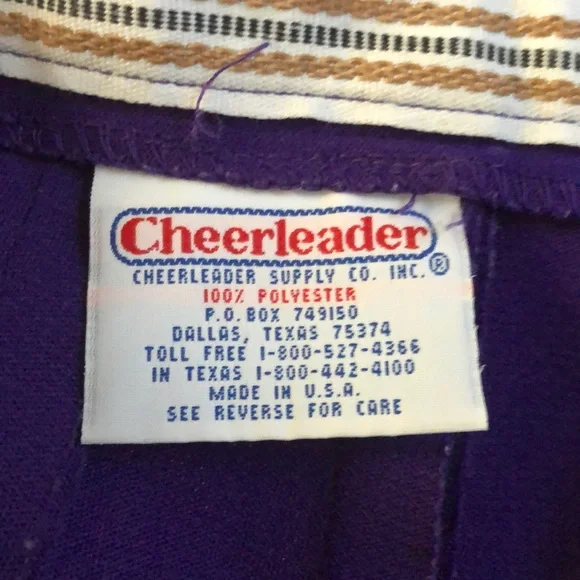 Cheerleader
CHEERLEADER SUPPLY CO. INC.®
100% POLYESTER
P.O. BOX 749150
DALLAS, TEXAS 75374
TOLL FREE 1-800-527-4366
IN TEXAS 1-800-442-4100
MADE IN U.S.A.
SEE REVERSE FOR CARE